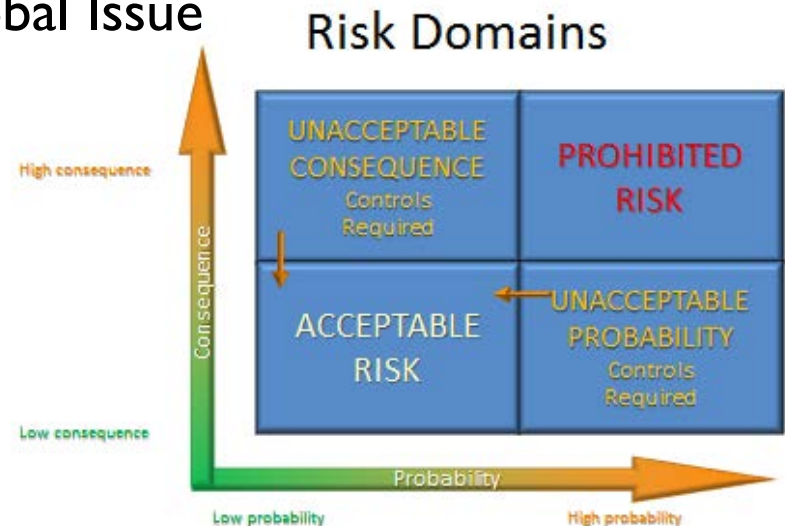 bal Issue
Risk Domains
High consequence
UNACCEPTABLE
CONSEQUENCE
Controls
Required
PROHIBITED
RISK
Consequence
ACCEPTABLE
RISK
UNACCEPTABLE
PROBABILITY
Controls
Required
Low consequence
Probability
Low probability
High probability